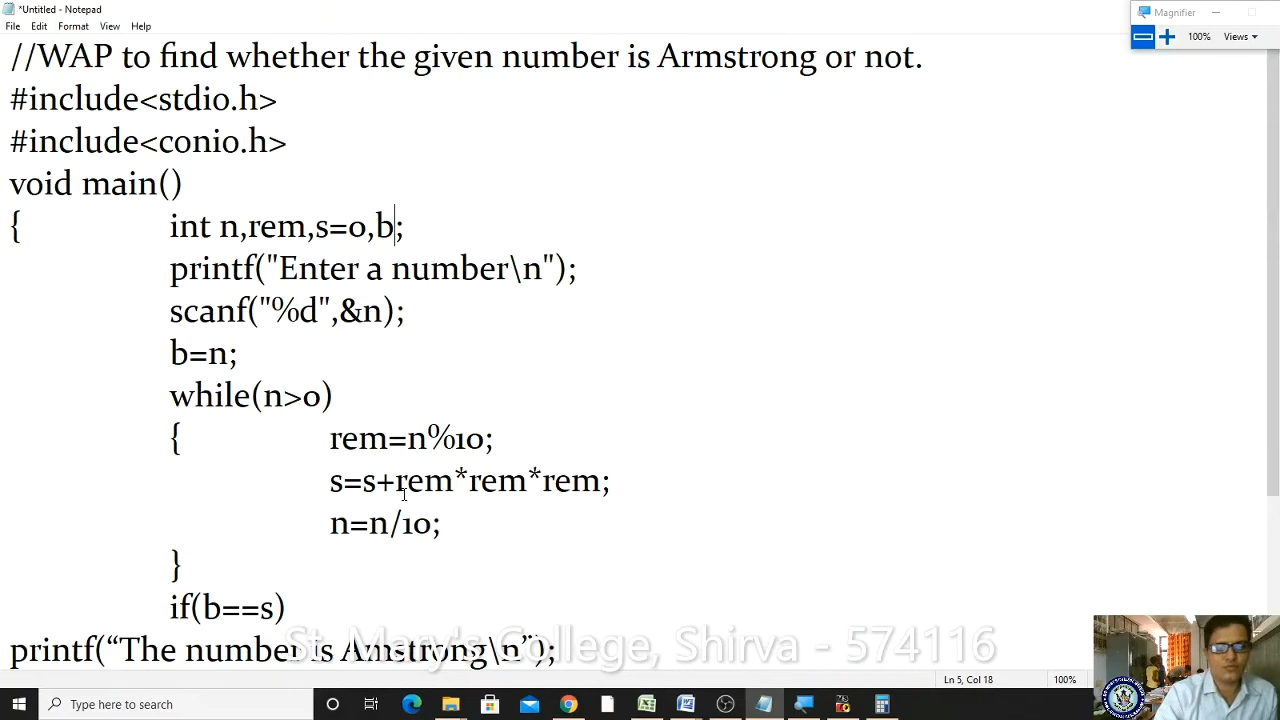 *Untitled - Notepad
File Edit Format View Help
Magnifier
100% Views
//WAP to find whether the given number is Armstrong or not.
#include<stdio.h>
#include<conio.h>
void main()
{ int n,rem,s=0,b;
printf("Enter a number\n");
scanf("%d",&n);
b=n;
while(n>0)
{ rem=n%10;
s=s+rem*rem*rem;
n=n/10;
}
if(b==s)
printf(“The number is Amstrong\n”);
St. Mary's College, Shirva - 574116
Ln 5, Col 18 100%
Type here to search